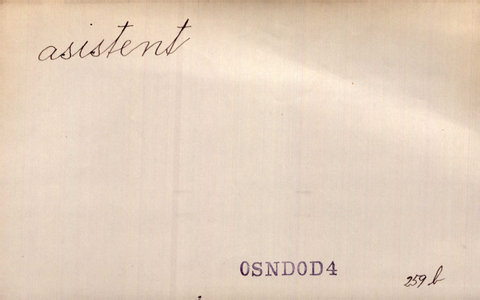 asistent
OSNDOD4
259 b